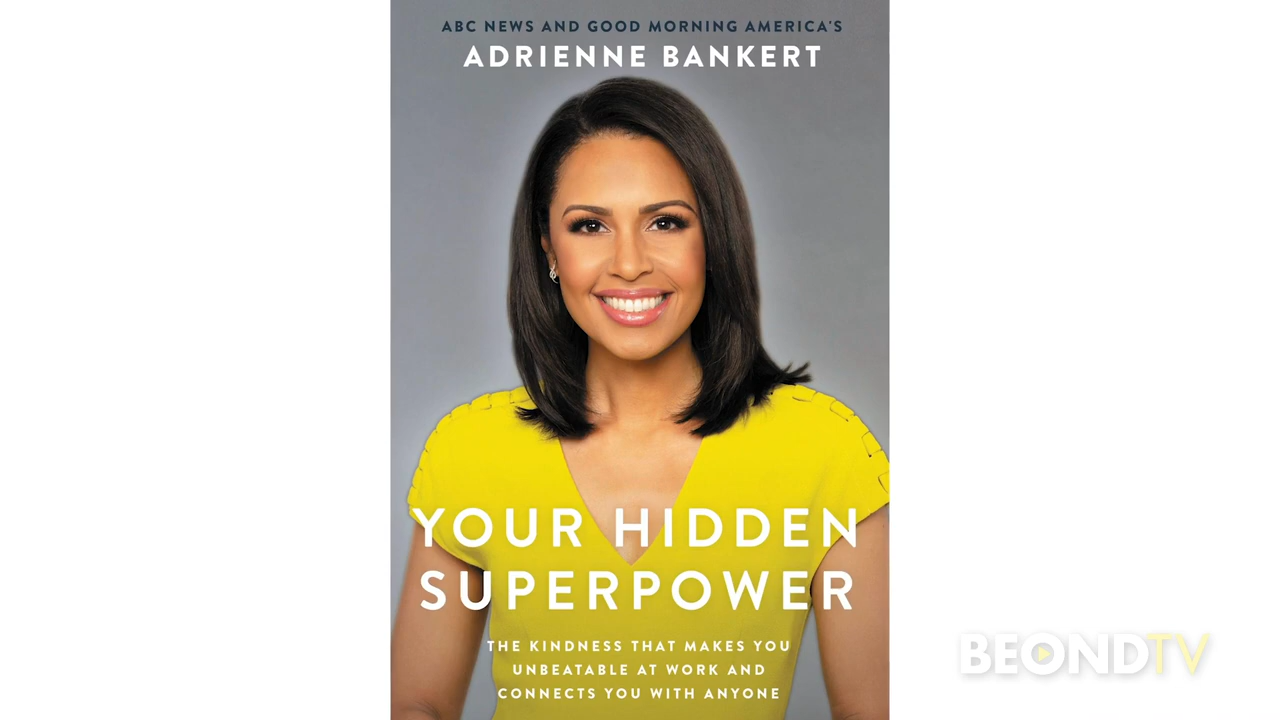 ABC NEWS AND GOOD MORNING AMERICA'S
ADRIENNE BANKERT
YOUR HIDDEN
SUPERPOWER
THE KINDNESS THAT MAKES YOU
UNBEATABLE AT WORK AND
CONNECTS YOU WITH ANYONE
BEONDTV